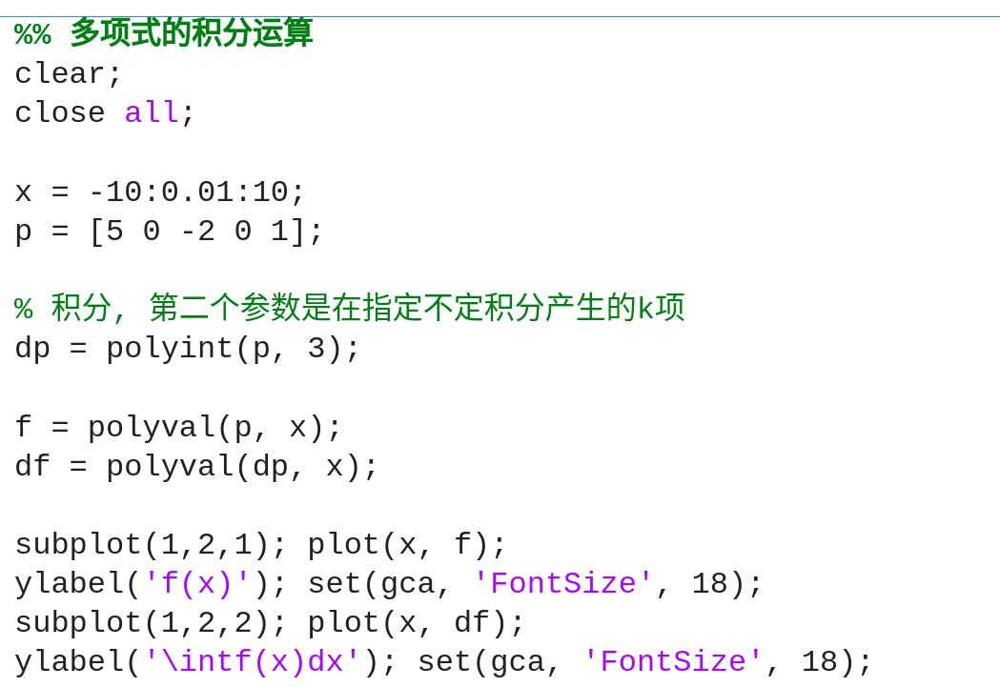 %% 多项式的积分运算
clear;
close all;
x = -10:0.01:10;
p = [5 0 -2 0 1];
% 积分, 第二个参数是在指定不定积分产生的k项
dp = polyint(p, 3);
f = polyval(p, x);
df = polyval(dp, x);
subplot(1,2,1); plot(x, f);
ylabel('f(x)'); set(gca, 'FontSize', 18);
subplot(1,2,2); plot(x, df);
ylabel('\intf(x)dx'); set(gca, 'FontSize', 18);